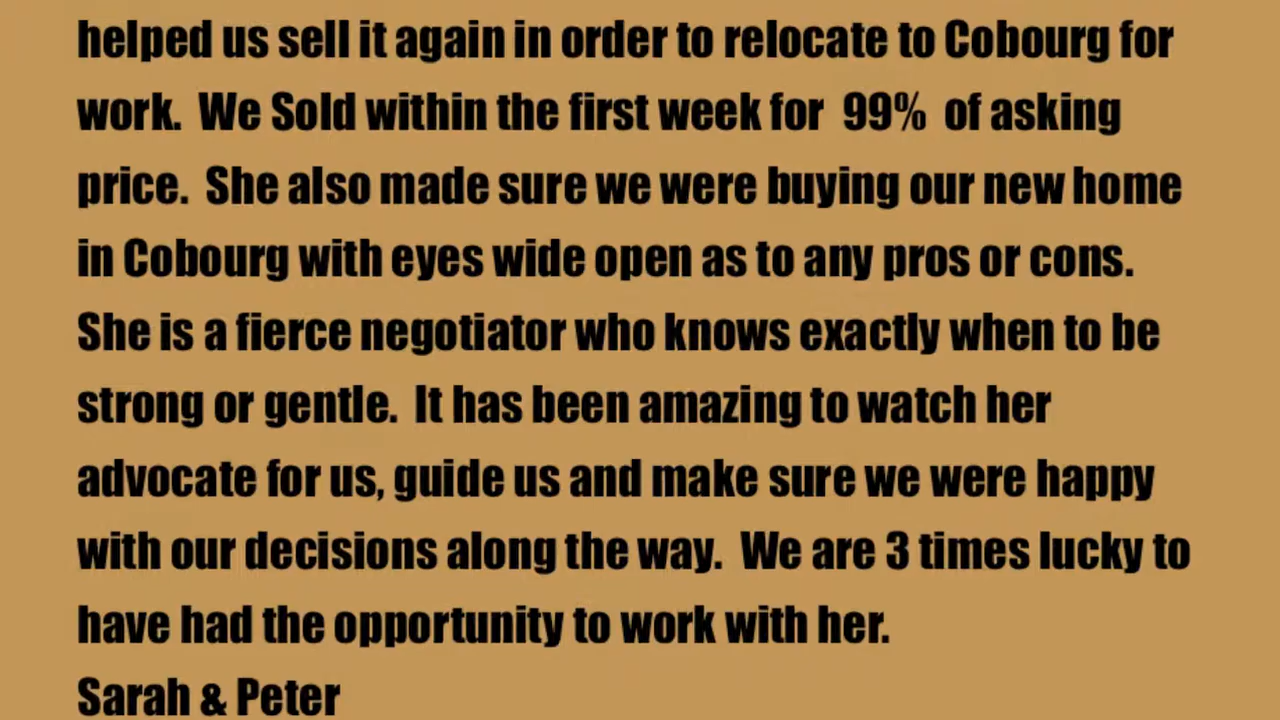 helped us sell it again in order to relocate to Cobourg for
work.  We Sold within the first week for  99%  of asking
price.  She also made sure we were buying our new home
in Cobourg with eyes wide open as to any pros or cons.
She is a fierce negotiator who knows exactly when to be
strong or gentle.  It has been amazing to watch her
advocate for us, guide us and make sure we were happy
with our decisions along the way.  We are 3 times lucky to
have had the opportunity to work with her.
Sarah & Peter